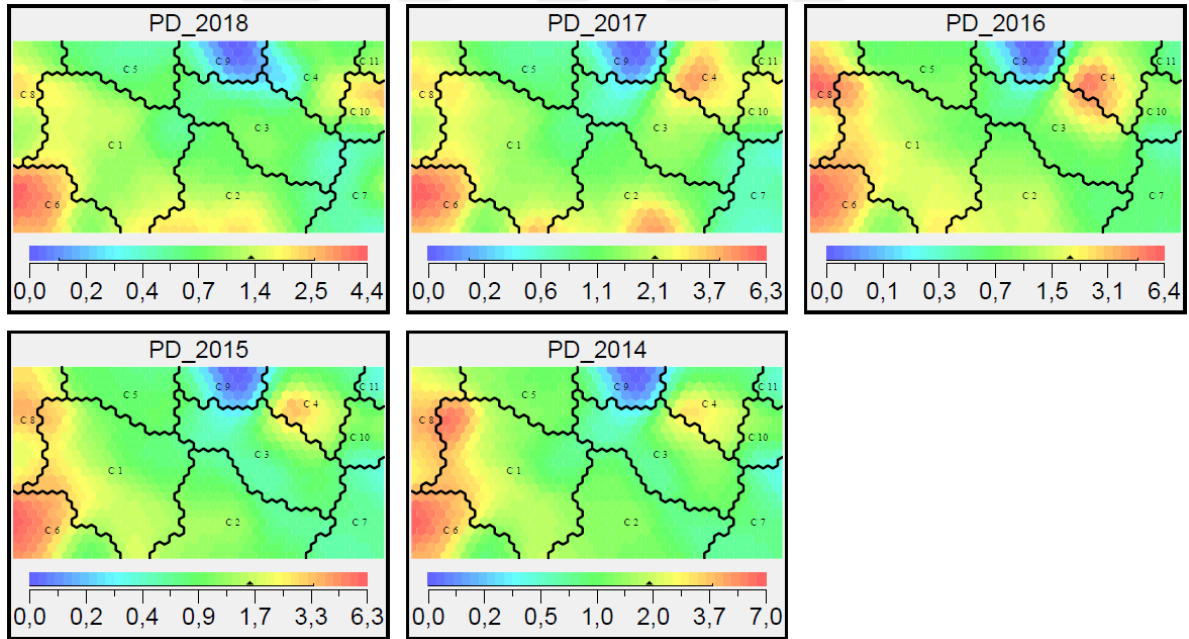 PD_2018
C 5
C 9
C 4
C 11
C 8
C 10
C 3
C 1
C 2
C 7
C 6
0,0 0,2 0,4 0,7 1,4 2,5 4,4
PD_2017
C 5
C 9
C 4
C 11
C 8
C 10
C 3
C 1
C 2
C 7
C 6
0,0 0,2 0,6 1,1 2,1 3,7 6,3
PD_2016
C 5
C 9
C 4
C 11
C 8
C 10
C 3
C 1
C 2
C 7
C 6
0,0 0,1 0,3 0,7 1,5 3,1 6,4
PD_2015
C 5
C 9
C 4
C 11
C 8
C 10
C 3
C 1
C 2
C 7
C 6
0,0 0,2 0,4 0,9 1,7 3,3 6,3
PD_2014
C 5
C 9
C 4
C 11
C 8
C 10
C 3
C 1
C 2
C 7
C 6
0,0 0,2 0,5 1,0 2,0 3,7 7,0